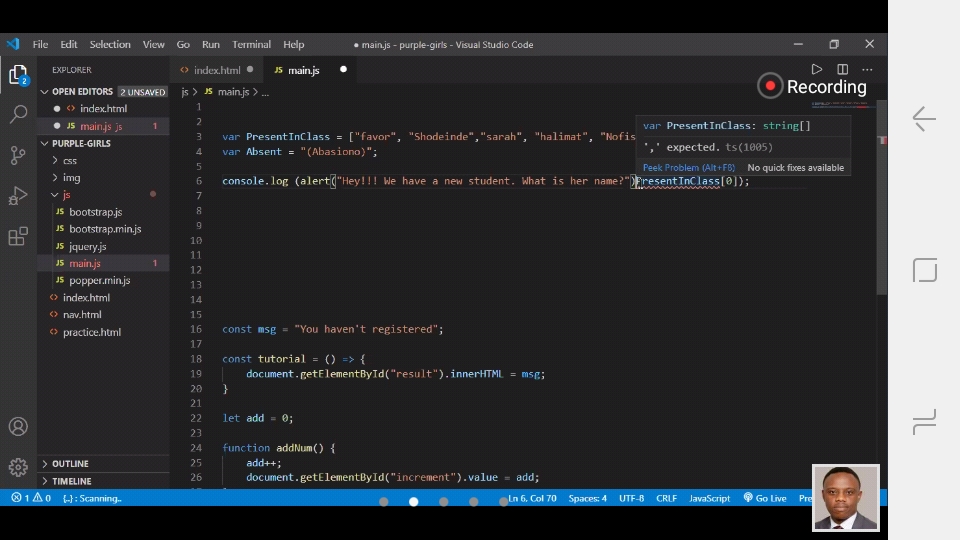 File Edit Selection View Go Run Terminal Help
● main.js - purple-girls - Visual Studio Code
EXPLORER
<> index.html ●
JS main.js ●
Recording
OPEN EDITORS 2 UNSAVED
● <> index.html
● JS main.js js 1
PURPLE-GIRLS
> css
> img
js
JS bootstrap.js
JS bootstrap.min.js
JS jquery.js
JS main.js 1
JS popper.min.js
<> index.html
<> nav.html
<> practice.html
OUTLINE
TIMELINE
2
js > JS main.js > ...
1
2
3 var PresentInClass = ["favor", "Shodeinde","sarah", "halimat", "Nofis
4 var Absent = "(Abasiono)";
5
6 console.log (alert("Hey!!! We have a new student. What is her name?")PresentInClass[0]);
7
8
9
10
11
12
13
14
15
16 const msg = "You haven't registered";
17
18 const tutorial = () => {
19 document.getElementById("result").innerHTML = msg;
20 }
21
22 let add = 0;
23
24 function addNum() {
25 add++;
26 document.getElementById("increment").value = add;
var PresentInClass: string[]
',' expected. ts(1005)
Peek Problem (Alt+F8) No quick fixes available
1 0 {..} : Scanning.. Ln 6, Col 70 Spaces: 4 UTF-8 CRLF JavaScript Go Live